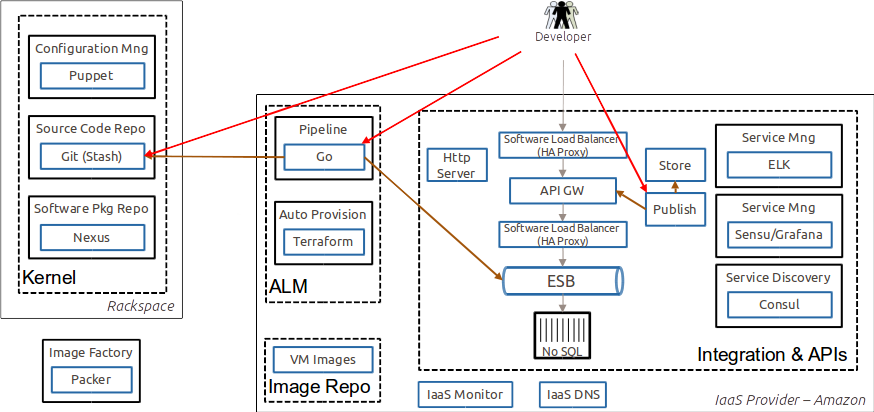 Developer
Configuration Mng
Puppet
Source Code Repo
Git (Stash)
Software Pkg Repo
Nexus
Kernel
Rackspace
Image Factory
Packer
Pipeline
Go
Auto Provision
Terraform
ALM
VM Images
Image Repo
Http
Server
Software Load Balancer
(HA Proxy)
API GW
Software Load Balancer
(HA Proxy)
ESB
No SQL
Store
Publish
Service Mng
ELK
Service Mng
Sensu/Grafana
Service Discovery
Consul
Integration & APIs
IaaS Monitor
IaaS DNS
IaaS Provider – Amazon